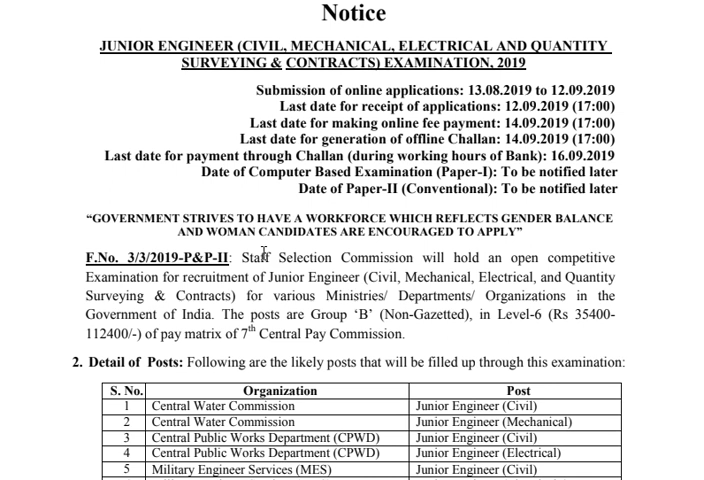 Notice
JUNIOR ENGINEER (CIVIL, MECHANICAL, ELECTRICAL AND QUANTITY
SURVEYING & CONTRACTS) EXAMINATION, 2019
Submission of online applications: 13.08.2019 to 12.09.2019
Last date for receipt of applications: 12.09.2019 (17:00)
Last date for making online fee payment: 14.09.2019 (17:00)
Last date for generation of offline Challan: 14.09.2019 (17:00)
Last date for payment through Challan (during working hours of Bank): 16.09.2019
Date of Computer Based Examination (Paper-I): To be notified later
Date of Paper-II (Conventional): To be notified later
“GOVERNMENT STRIVES TO HAVE A WORKFORCE WHICH REFLECTS GENDER BALANCE
AND WOMAN CANDIDATES ARE ENCOURAGED TO APPLY”
F.No. 3/3/2019-P&P-II: Staff Selection Commission will hold an open competitive
Examination for recruitment of Junior Engineer (Civil, Mechanical, Electrical, and Quantity
Surveying & Contracts) for various Ministries/ Departments/ Organizations in the
Government of India. The posts are Group ‘B’ (Non-Gazetted), in Level-6 (Rs 35400-
112400/-) of pay matrix of 7th Central Pay Commission.
2. Detail of Posts: Following are the likely posts that will be filled up through this examination:
S. No. Organization Post
1 Central Water Commission Junior Engineer (Civil)
2 Central Water Commission Junior Engineer (Mechanical)
3 Central Public Works Department (CPWD) Junior Engineer (Civil)
4 Central Public Works Department (CPWD) Junior Engineer (Electrical)
5 Military Engineer Services (MES) Junior Engineer (Civil)